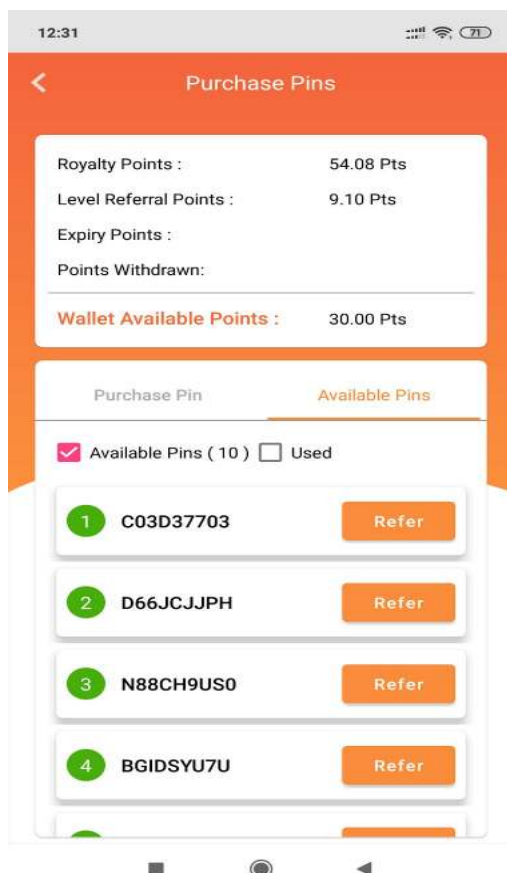 12:31
71
Purchase Pins
Royalty Points : 54.08 Pts
Level Referral Points : 9.10 Pts
Expiry Points :
Points Withdrawn:
Wallet Available Points : 30.00 Pts
Purchase Pin Available Pins
Available Pins ( 10 ) Used
1 C03D37703 Refer
2 D66JCJJPH Refer
3 N88CH9US0 Refer
4 BGIDSYU7U Refer